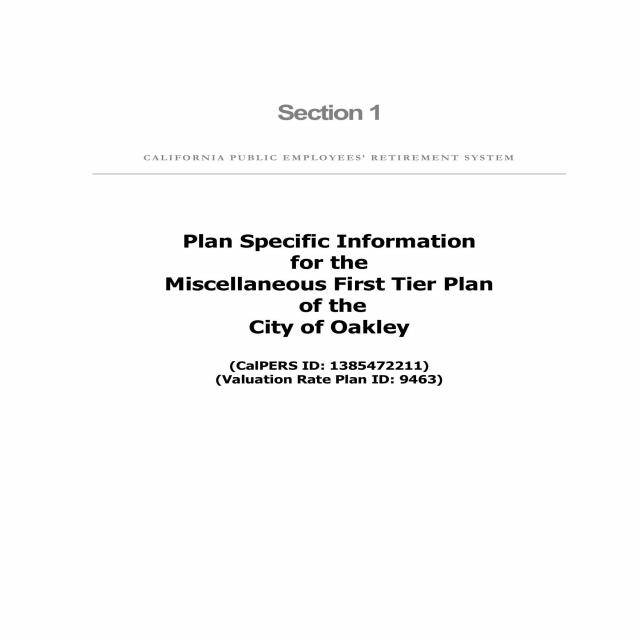 Section 1
CALIFORNIA PUBLIC EMPLOYEES' RETIREMENT SYSTEM
Plan Specific Information
for the
Miscellaneous First Tier Plan
of the
City of Oakley
(CalPERS ID: 1385472211)
(Valuation Rate Plan ID: 9463)